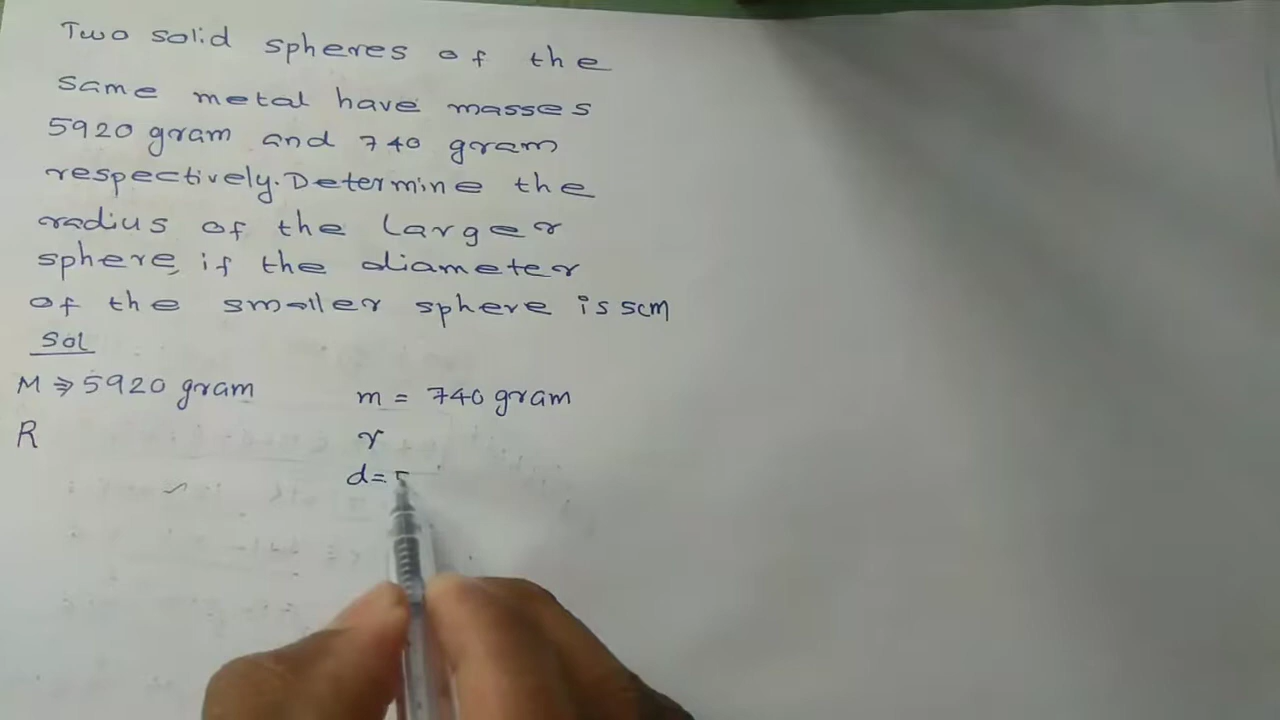 Two solid spheres of the
same metal have masses
5920 gram and 740 gram
respectively. Determine the
radius of the larger
sphere, if the diameter
of the smaller sphere is 5cm
Sol
M ⇒ 5920 gram m = 740 gram
R r
d = 5